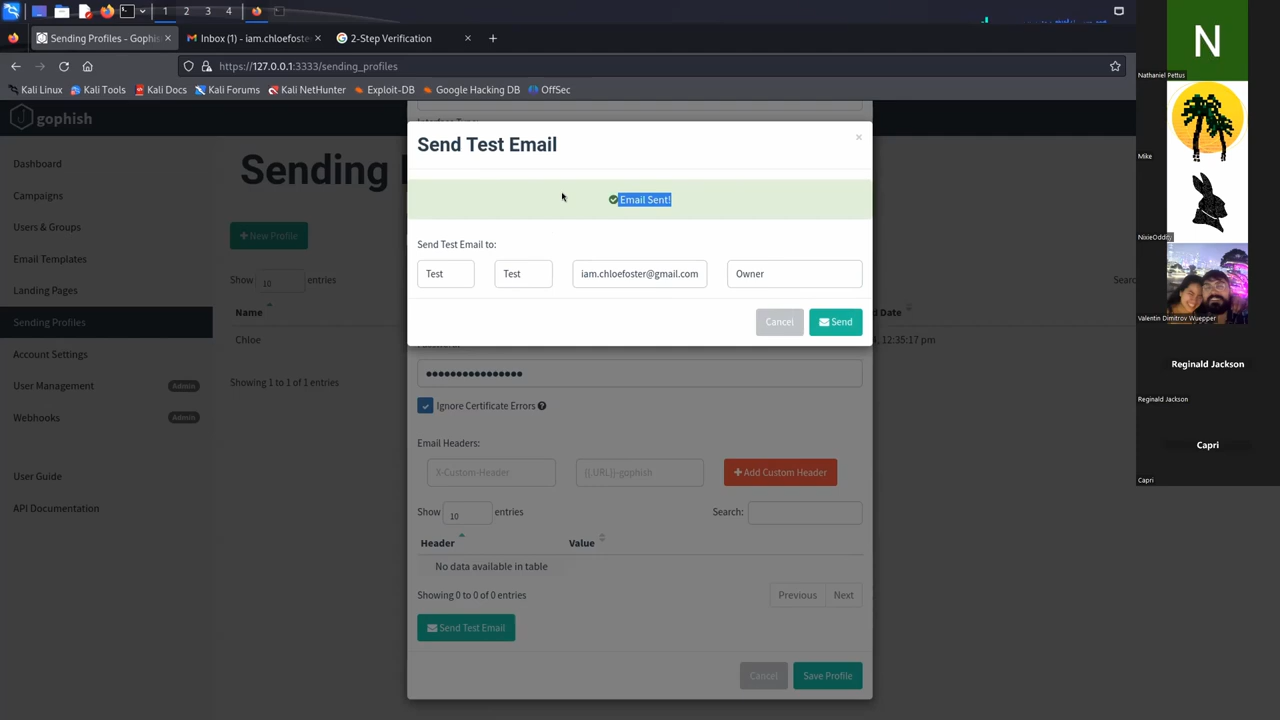 1 2 3 4
Sending Profiles - Gophis
Inbox (1) - iam.chloefoster
2-Step Verification
https://127.0.0.1:3333/sending_profiles
Kali Linux Kali Tools Kali Docs Kali Forums Kali NetHunter Exploit-DB Google Hacking DB OffSec
gophish
Dashboard
Campaigns
Users & Groups
Email Templates
Landing Pages
Sending Profiles
Account Settings
User Management Admin
Webhooks Admin
User Guide
API Documentation
Sending
New Profile
Show 10 entries
Searc
Name
d Date
Chloe
, 12:35:17 pm
Showing 1 to 1 of 1 entries
Send Test Email
×
Email Sent!
Send Test Email to:
Test Test iam.chloefoster@gmail.com Owner
Cancel Send
••••••••••••••••
Ignore Certificate Errors
Email Headers:
X-Custom-Header {{.URL}}-gophish Add Custom Header
Show 10 entries Search:
Header Value
No data available in table
Showing 0 to 0 of 0 entries Previous Next
Send Test Email
Cancel Save Profile
N
Nathaniel Pettus
Mike
NixieOddity
Valentin Dimitrov Wuepper
Reginald Jackson
Reginald Jackson
Capri
Capri